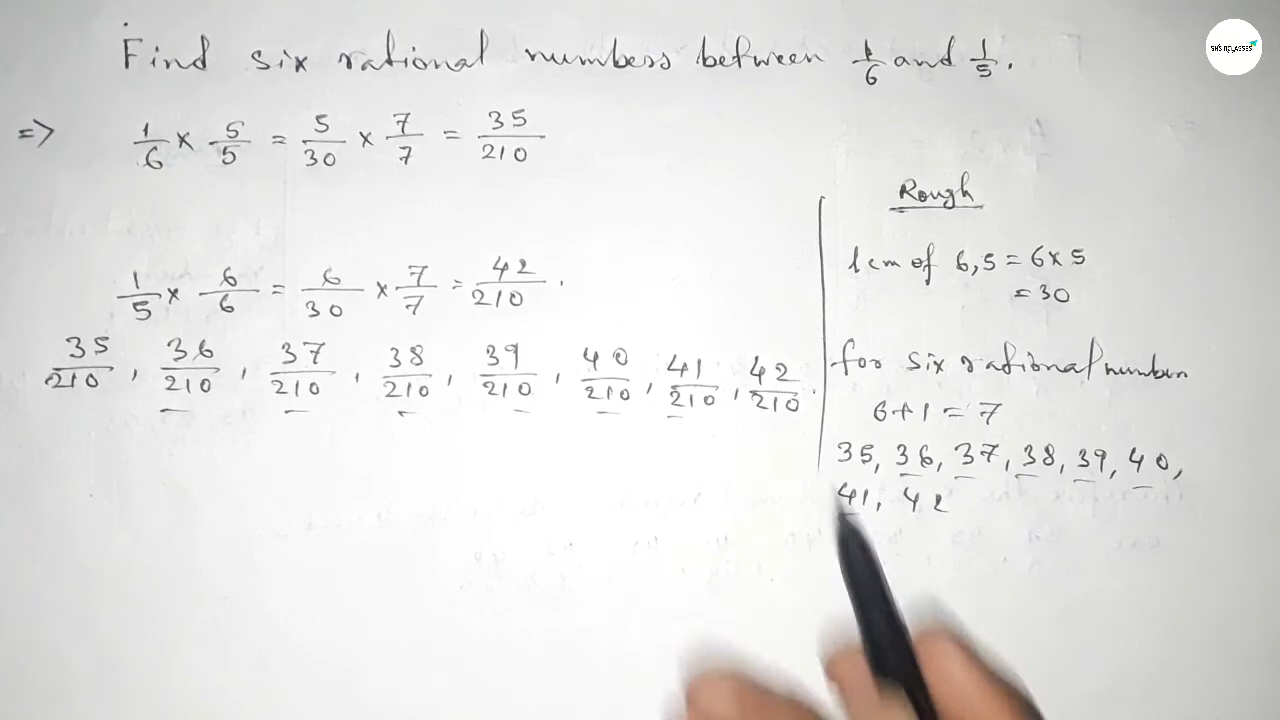 Find six rational numbers between 1/6 and 1/5.
SHSirCLASSES
=> 1/6 × 5/5 = 5/30 × 7/7 = 35/210
1/5 × 6/6 = 6/30 × 7/7 = 42/210.
35/210, 36/210, 37/210, 38/210, 39/210, 40/210, 41/210, 42/210.
Rough
lcm of 6,5 = 6×5
= 30
for six rational number
6+1 = 7
35, 36, 37, 38, 39, 40,
41, 42